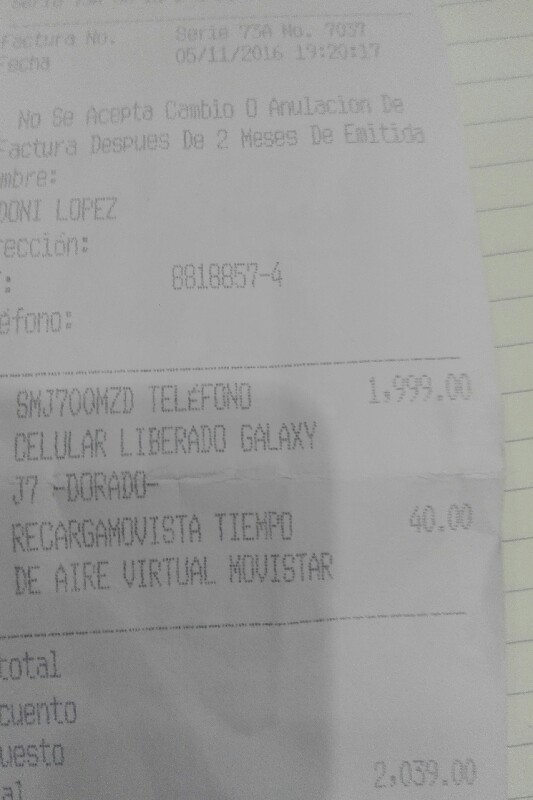 Factura No. Serie 73A No. 7037
Fecha 05/11/2016 19:20:17
No Se Acepta Cambio O Anulacion De
Factura Despues De 2 Meses De Emitida
mbre:
DONI LOPEZ
rección:
: 8818857-4
éfono:
SMJ700MZD TELÉFONO 1,999.00
CELULAR LIBERADO GALAXY
J7 -DORADO-
RECARGAMOVISTA TIEMPO 40.00
DE AIRE VIRTUAL MOVISTAR
total
cuento
uesto
al 2,039.00